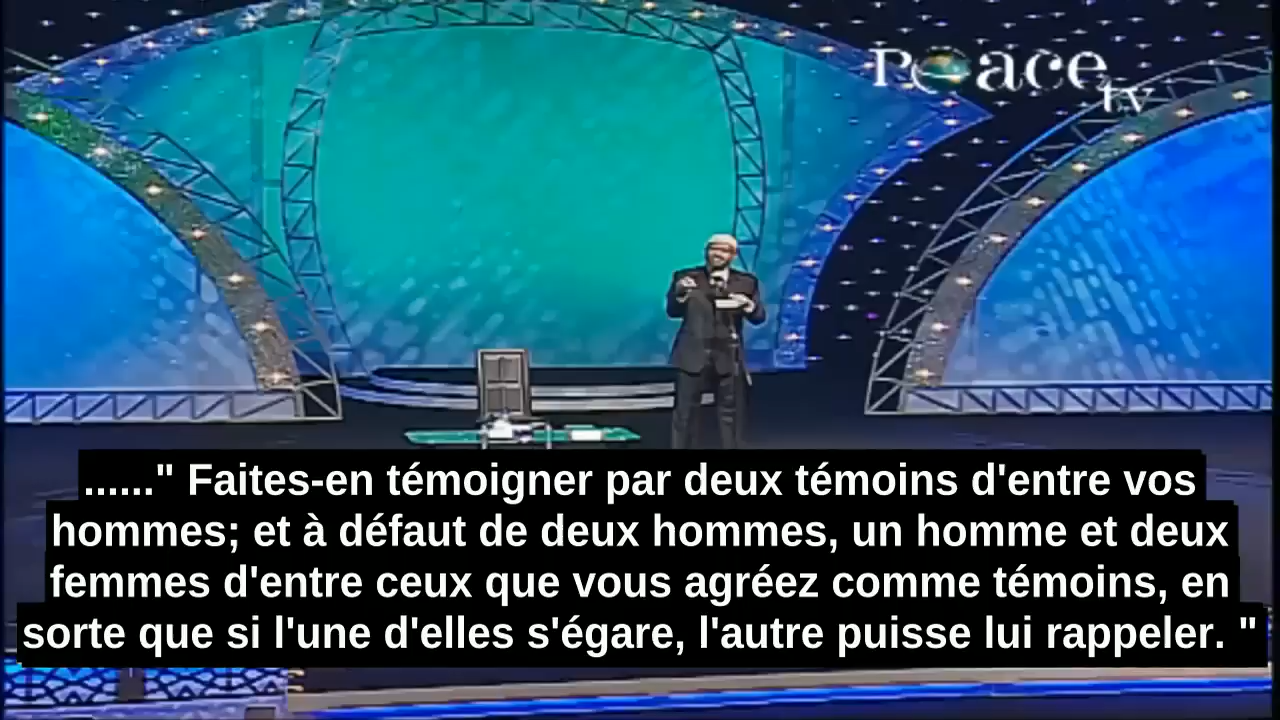 Peace
tv
......" Faites-en témoigner par deux témoins d'entre vos
hommes; et à défaut de deux hommes, un homme et deux
femmes d'entre ceux que vous agréez comme témoins, en
sorte que si l'une d'elles s'égare, l'autre puisse lui rappeler. "